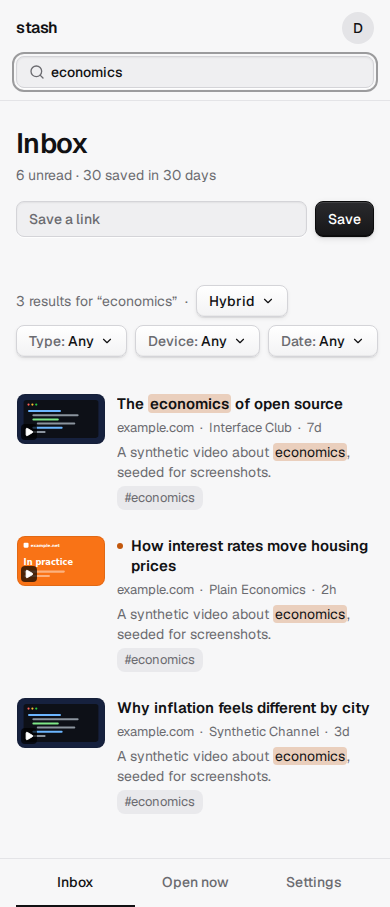 stash
D
economics
Inbox
6 unread · 30 saved in 30 days
Save a link
Save
3 results for “economics” ·
Hybrid
Type: Any
Device: Any
Date: Any
The economics of open source
example.com · Interface Club · 7d
A synthetic video about economics,
seeded for screenshots.
#economics
example.net
In practice
How interest rates move housing
prices
example.com · Plain Economics · 2h
A synthetic video about economics,
seeded for screenshots.
#economics
Why inflation feels different by city
example.com · Synthetic Channel · 3d
A synthetic video about economics,
seeded for screenshots.
#economics
Inbox
Open now
Settings